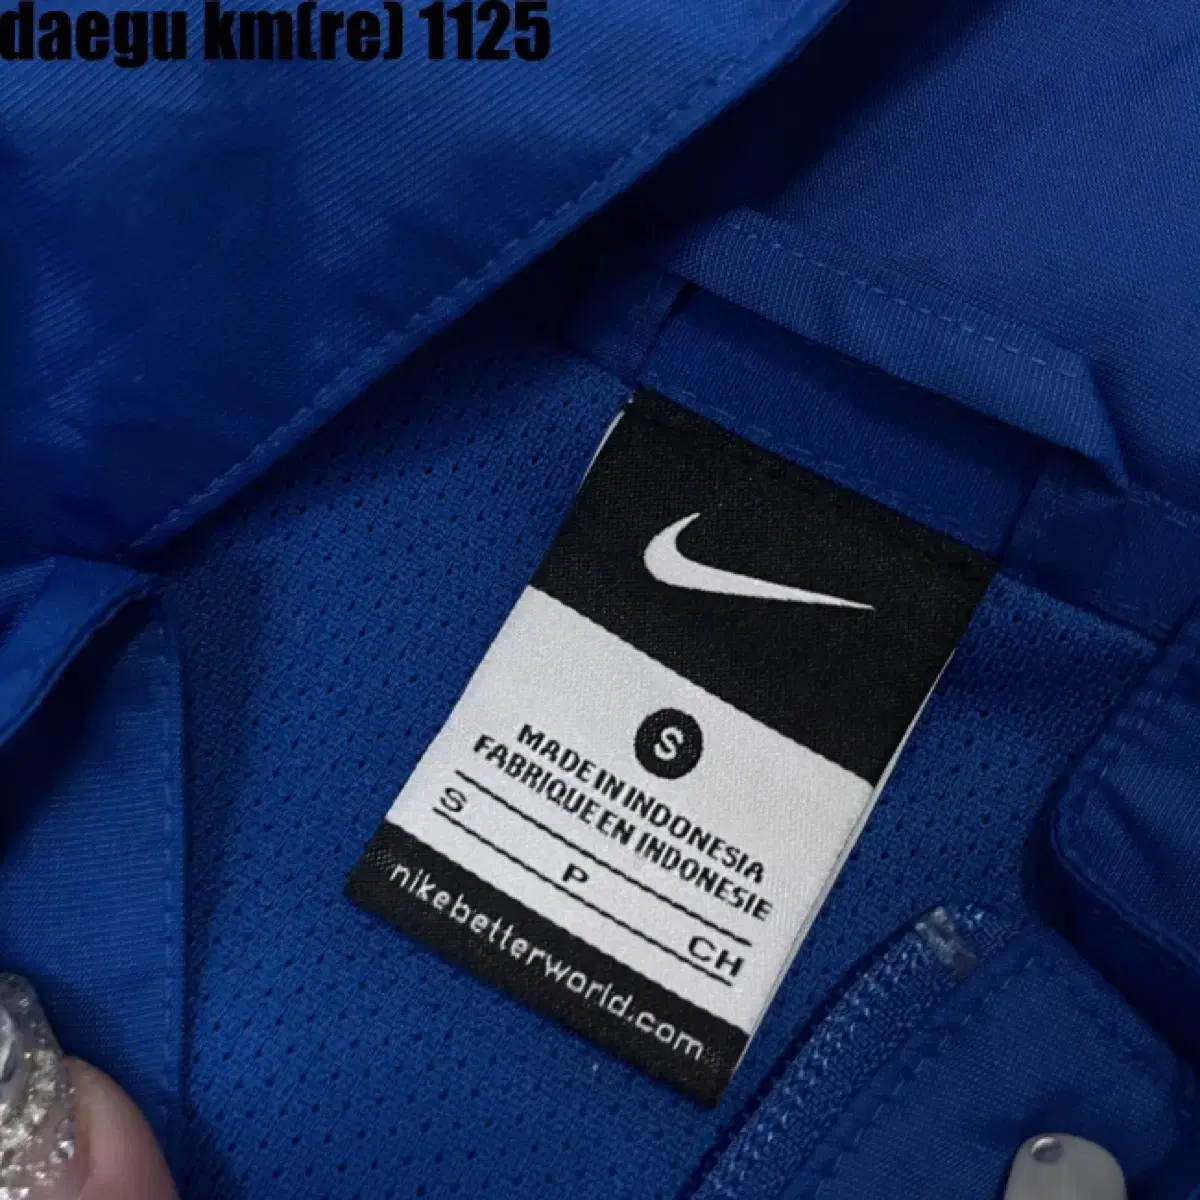 daegu km(re) 1125
S
MADE IN INDONESIA
FABRIQUE EN INDONESIE
S P CH
nikebetterworld.com